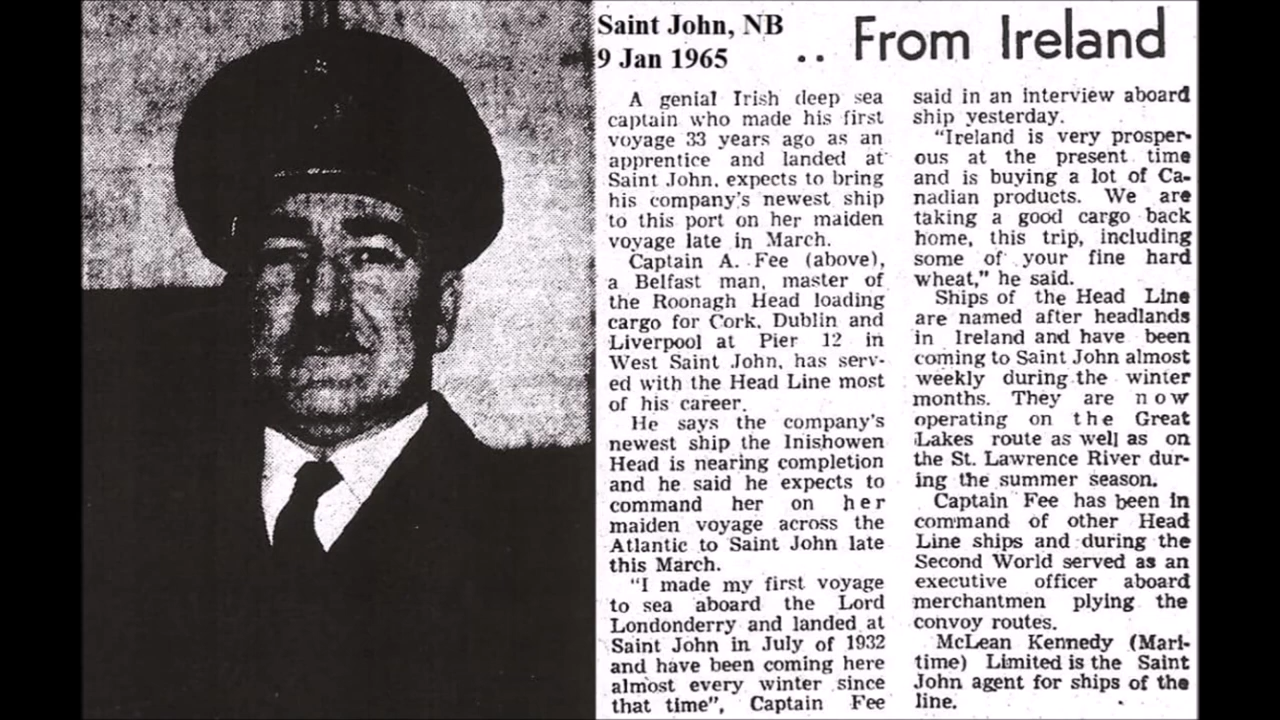 Saint John, NB
9 Jan 1965
.. From Ireland
A genial Irish deep sea
captain who made his first
voyage 33 years ago as an
apprentice and landed at
Saint John, expects to bring
his company's newest ship
to this port on her maiden
voyage late in March.
Captain A. Fee (above),
a Belfast man, master of
the Roonagh Head loading
cargo for Cork, Dublin and
Liverpool at Pier 12 in
West Saint John, has serv-
ed with the Head Line most
of his career.
He says the company's
newest ship the Inishowen
Head is nearing completion
and he said he expects to
command her on her
maiden voyage across the
Atlantic to Saint John late
this March.
"I made my first voyage
to sea aboard the Lord
Londonderry and landed at
Saint John in July of 1932
and have been coming here
almost every winter since
that time", Captain Fee
said in an interview aboard
ship yesterday.
"Ireland is very prosper-
ous at the present time
and is buying a lot of Ca-
nadian products. We are
taking a good cargo back
home, this trip, including
some of your fine hard
wheat," he said.
Ships of the Head Line
are named after headlands
in Ireland and have been
coming to Saint John almost
weekly during the winter
months. They are now
operating on the Great
Lakes route as well as on
the St. Lawrence River dur-
ing the summer season.
Captain Fee has been in
command of other Head
Line ships and during the
Second World served as an
executive officer aboard
merchantmen plying the
convoy routes.
McLean Kennedy (Mari-
time) Limited is the Saint
John agent for ships of the
line.